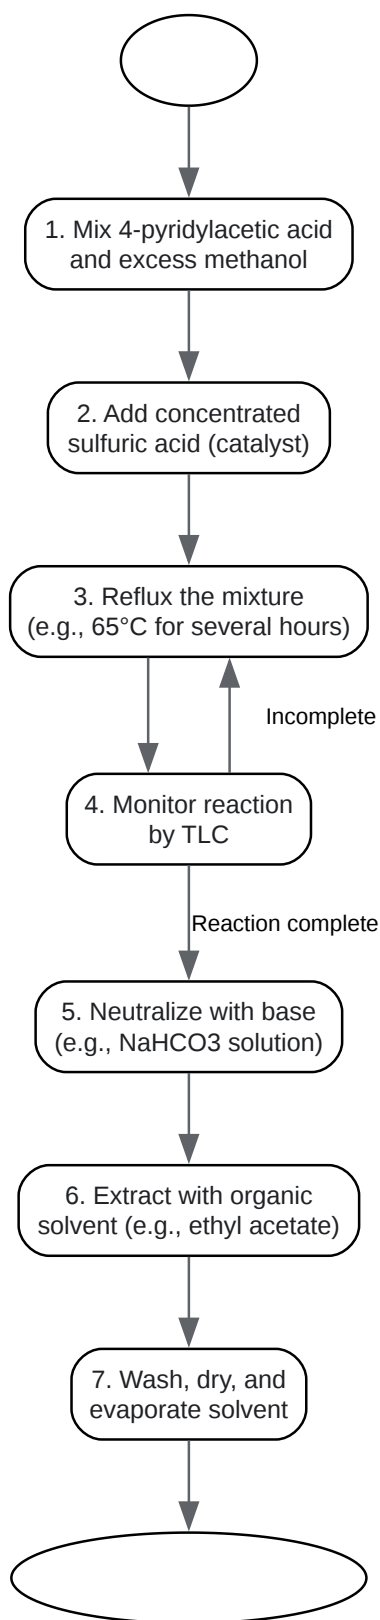 1. Mix 4-pyridylacetic acid
and excess methanol
2. Add concentrated
sulfuric acid (catalyst)
3. Reflux the mixture
(e.g., 65°C for several hours)
Incomplete
4. Monitor reaction
by TLC
Reaction complete
5. Neutralize with base
(e.g., NaHCO3 solution)
6. Extract with organic
solvent (e.g., ethyl acetate)
7. Wash, dry, and
evaporate solvent